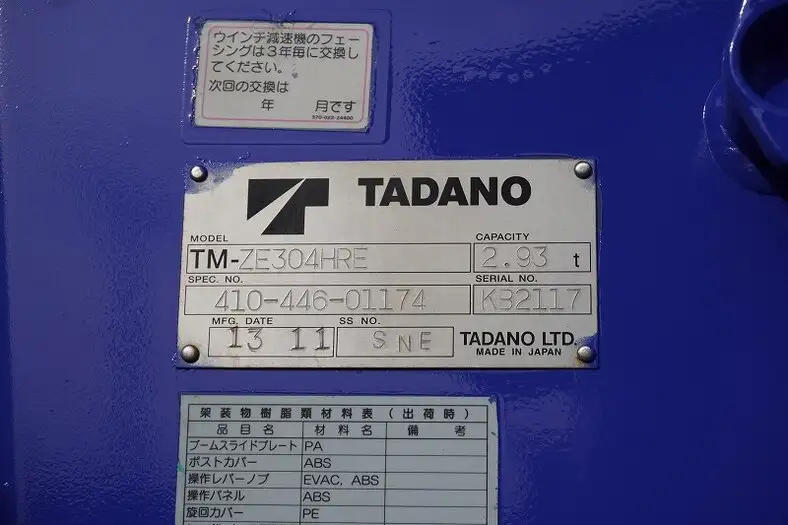 ウインチ減速機のフェー
シングは3年毎に交換し
てください。
次回の交換は
年 月です
370-022-24400
TADANO
MODEL CAPACITY
TM-ZE304HRE 2.93 t
SPEC. NO. SERIAL NO.
410-446-01174 KB2117
MFG. DATE SS NO.
13 11 SNE TADANO LTD.
MADE IN JAPAN
架装物樹脂類材料表(出荷時)
品目名 材料名 備考
ブームスライドプレート PA
ポストカバー ABS
操作レバーノブ EVAC, ABS
操作パネル ABS
旋回カバー PE